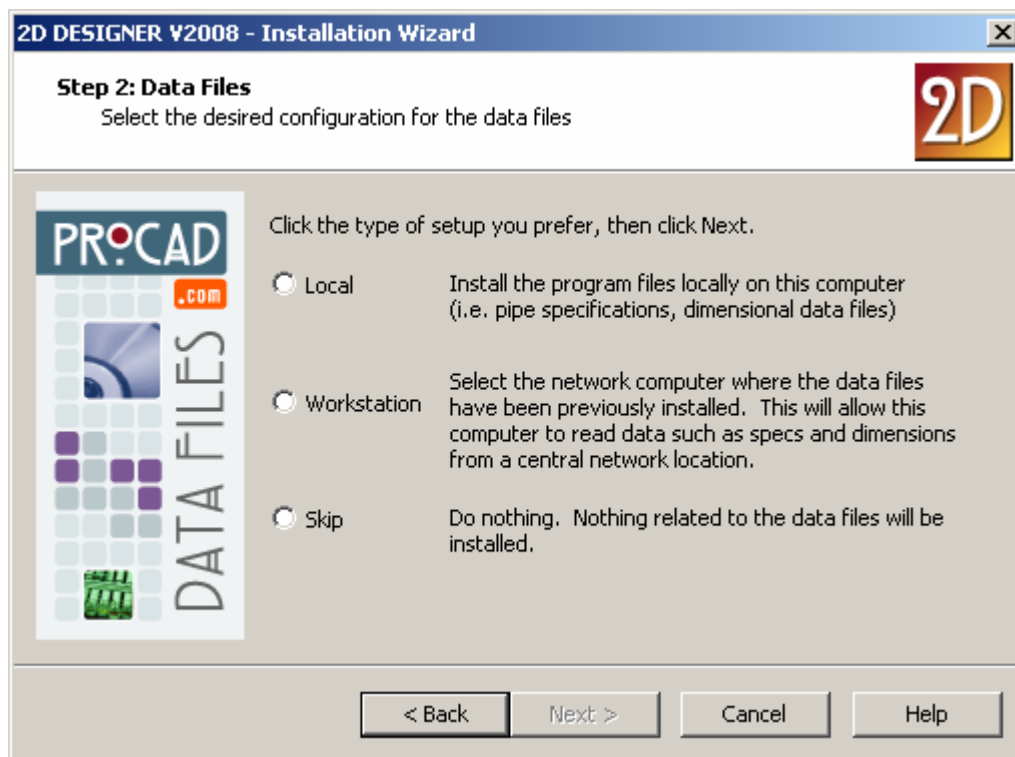 2D DESIGNER V2008 - Installation Wizard
Step 2: Data Files
Select the desired configuration for the data files
2D
PROCAD
.com
DATA FILES
Click the type of setup you prefer, then click Next.
Local
Install the program files locally on this computer
(i.e. pipe specifications, dimensional data files)
Workstation
Select the network computer where the data files
have been previously installed.  This will allow this
computer to read data such as specs and dimensions
from a central network location.
Skip
Do nothing.  Nothing related to the data files will be
installed.
< Back
Next >
Cancel
Help